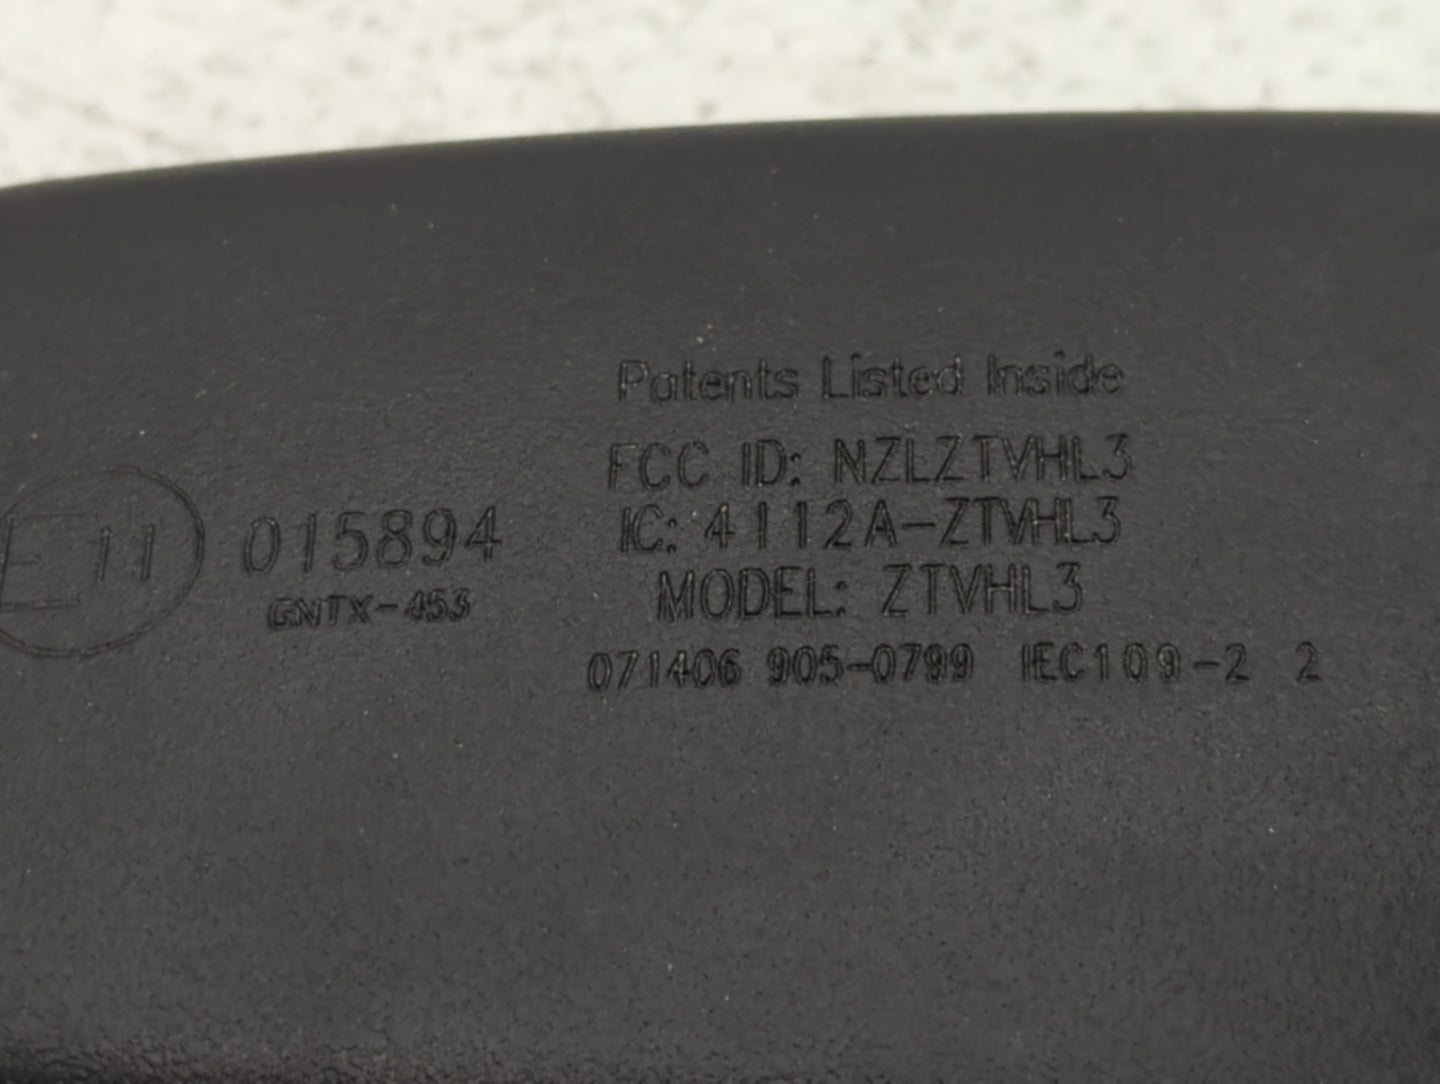 Patents Listed Inside
FCC ID: NZLZTVHL3
IC: 4112A-ZTVHL3
MODEL: ZTVHL3
071406 905-0799 IEC109-2 2
E11
015894
GNTX-453